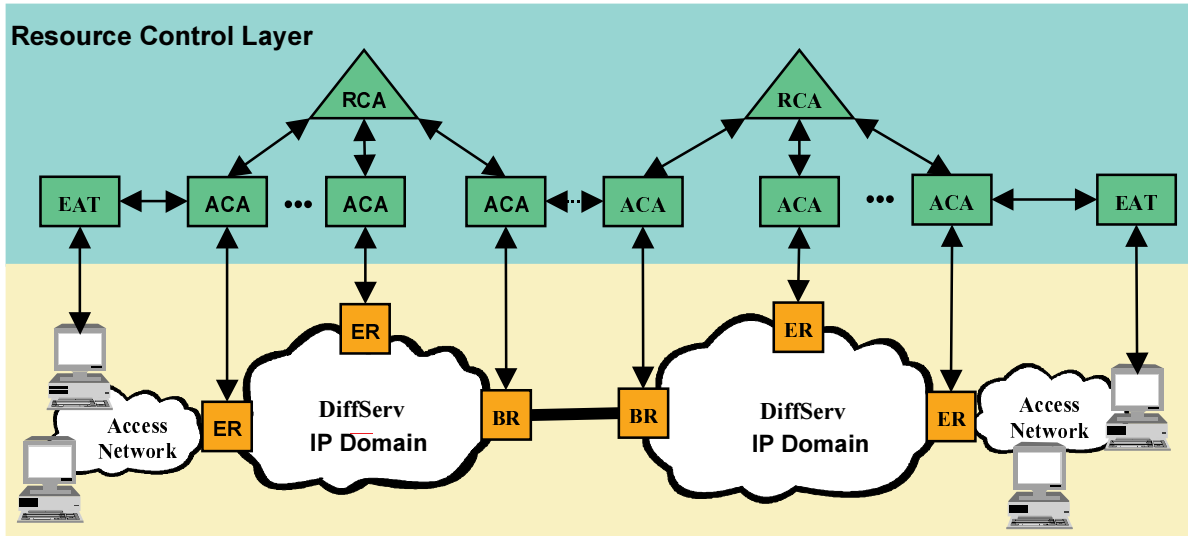 Resource Control Layer
RCA
RCA
EAT
ACA
•••
ACA
ACA
ACA
ACA
•••
ACA
EAT
ER
ER
DiffServ
IP Domain
BR
BR
DiffServ
IP Domain
Access
Network
ER
ER
Access
Network